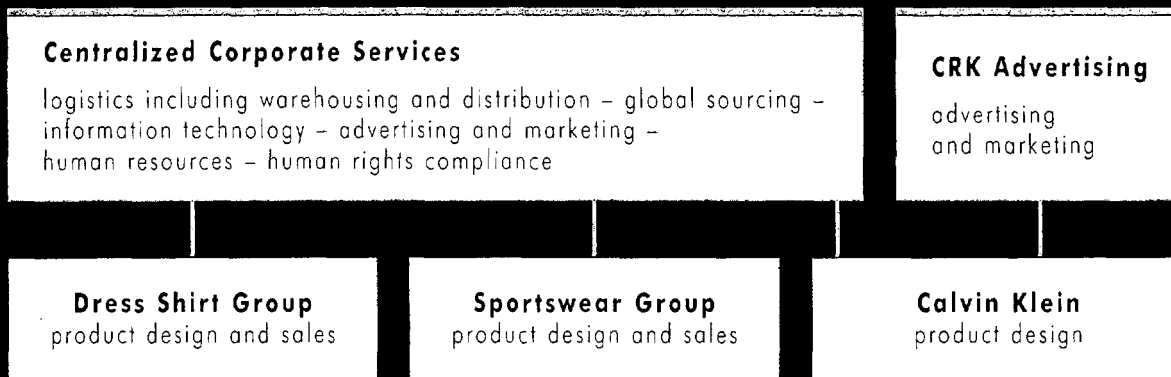 Centralized Corporate Services
logistics including warehousing and distribution – global sourcing –
information technology – advertising and marketing –
human resources – human rights compliance
CRK Advertising
advertising
and marketing
Dress Shirt Group
product design and sales
Sportswear Group
product design and sales
Calvin Klein
product design